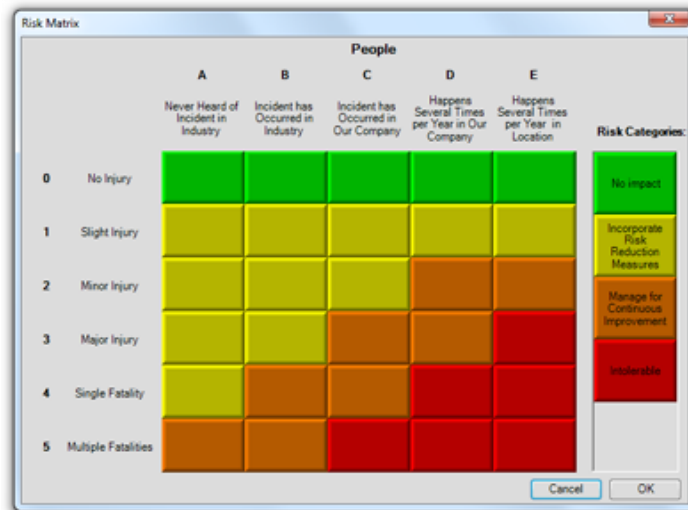 Risk Matrix
People
A B C D E
Never Heard of Incident in Industry
Incident has Occurred in Industry
Incident has Occurred in Our Company
Happens Several Times per Year in Our Company
Happens Several Times per Year in Location
Risk Categories:
0 No Injury
1 Slight Injury
2 Minor Injury
3 Major Injury
4 Single Fatality
5 Multiple Fatalities
No impact
Incorporate
Risk
Reduction
Measures
Manage for
Continuous
Improvement
Intolerable
Cancel OK